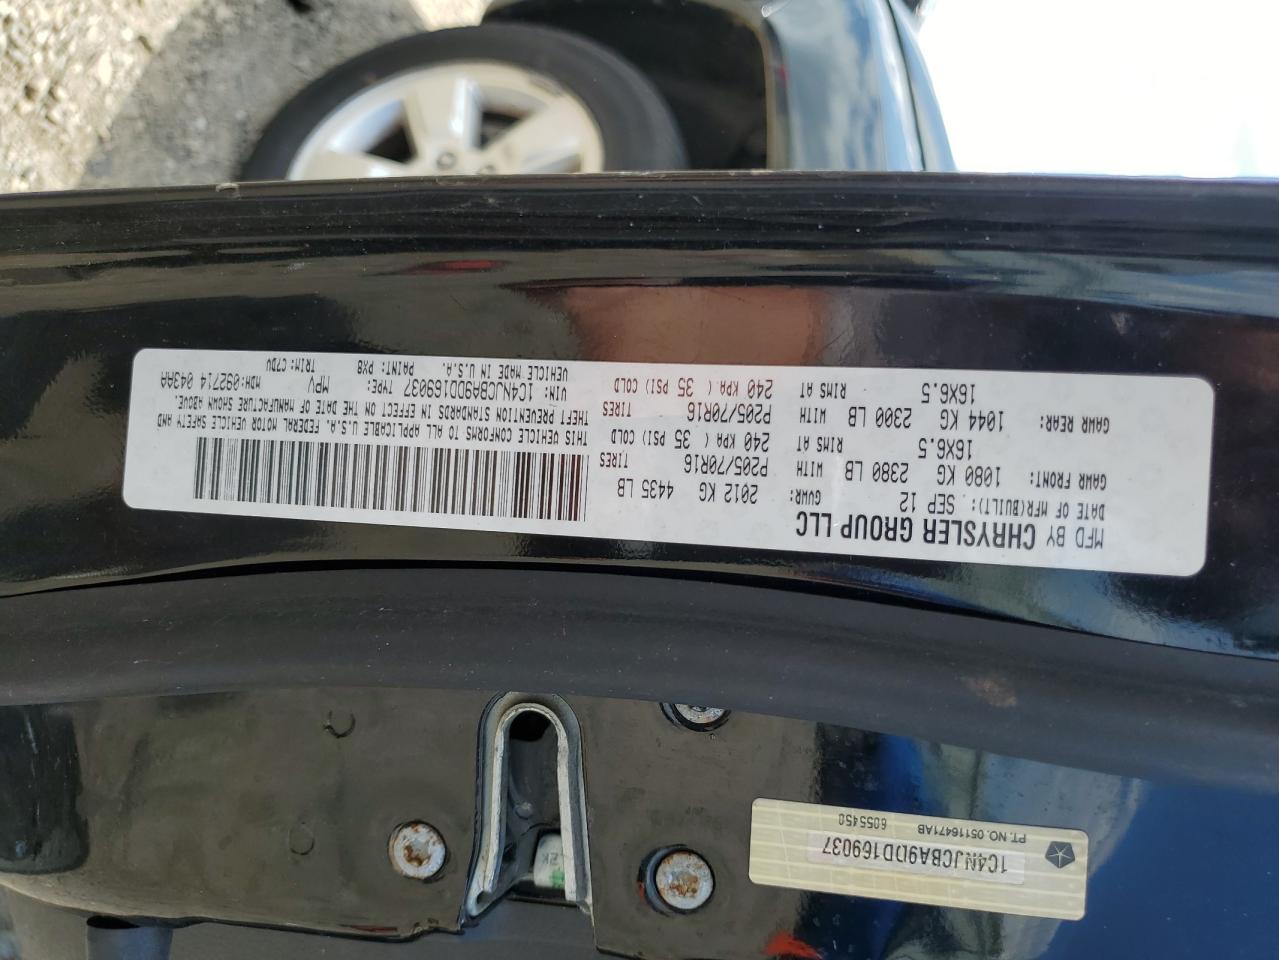 MFD BY CHRYSLER GROUP LLC
DATE OF MFR(BUILT): SEP 12 GVWR: 2012 KG 4435 LB
GAWR FRONT: 1080 KG 2380 LB WITH P205/70R16 TIRES
16X6.5 RIMS AT 240 KPA ( 35 PSI) COLD
GAWR REAR: 1044 KG 2300 LB WITH P205/70R16 TIRES
16X6.5 RIMS AT 240 KPA ( 35 PSI) COLD
THIS VEHICLE CONFORMS TO ALL APPLICABLE U.S.A. FEDERAL MOTOR VEHICLE SAFETY AND
THEFT PREVENTION STANDARDS IN EFFECT ON THE DATE OF MANUFACTURE SHOWN ABOVE.
VIN: 1C4NJCBA9DD169037 TYPE: MPV MDH:092714 043AA
VEHICLE MADE IN U.S.A. PAINT: PX8 TRIM: C7DV
1C4NJCBA9DD169037
PT. NO. 05116471AB
6055450
ZK